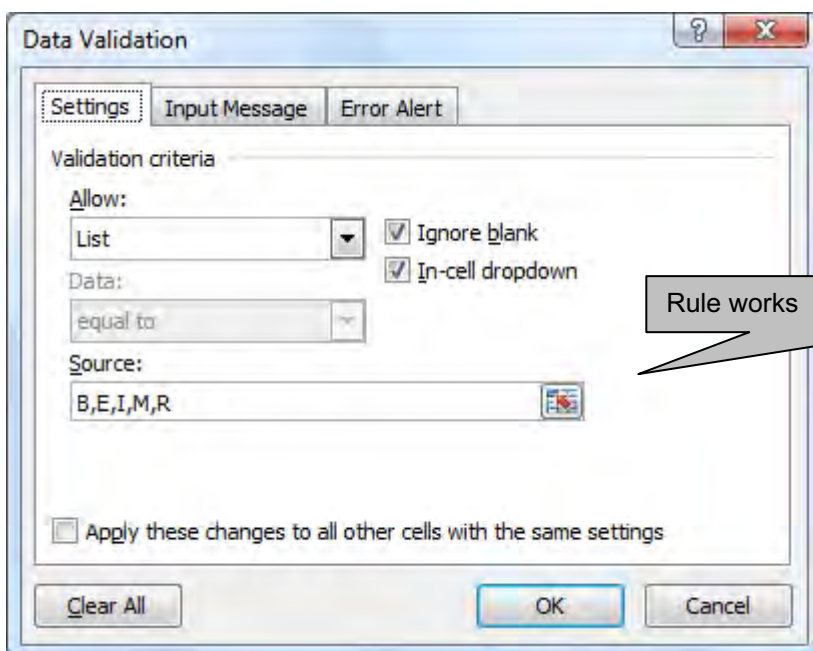 Data Validation
?
X
Settings
Input Message
Error Alert
Validation criteria
Allow:
List
Ignore blank
In-cell dropdown
Data:
equal to
Rule works
Source:
B,E,I,M,R
Apply these changes to all other cells with the same settings
Clear All
OK
Cancel